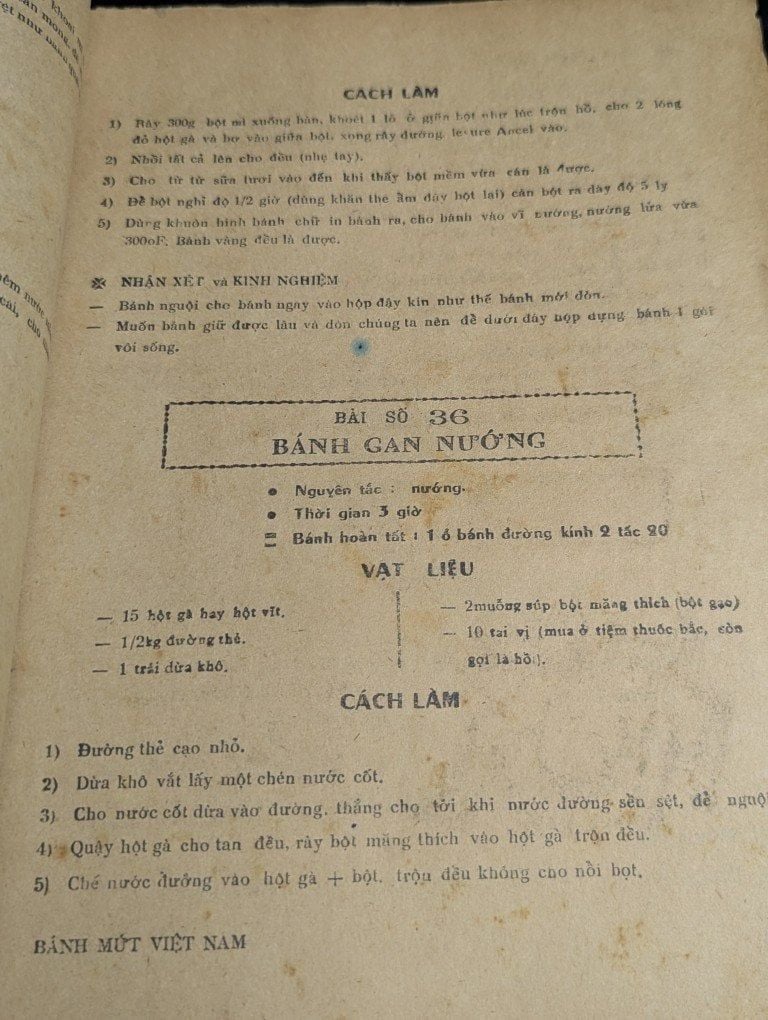 khoai
mỏng, để
CÁCH LÀM
1) Rây 300g bột mì xuống bàn, khoét 1 lỗ ở giữa bột như lúc trộn hồ, cho 2 lòng
đỏ hột gà và bơ vào giữa bột, xong rây đường, levure Ancel vào.
2) Nhồi tất cả lên cho đều (nhẹ tay).
3) Cho từ từ sữa tươi vào đến khi thấy bột mềm vừa cán là được.
4) Để bột nghỉ độ 1/2 giờ (dùng khăn the ẩm đậy bột lại) cán bột ra dày độ 5 ly
5) Dùng khuôn hình bánh chữ in bánh ra, cho bánh vào vỉ nướng, nướng lửa vừa
300oF. Bánh vàng đều là được.
※ NHẬN XÉT và KINH NGHIỆM
— Bánh nguội cho bánh ngay vào hộp đậy kín như thế bánh mới dòn.
— Muốn bánh giữ được lâu và dòn chúng ta nên để dưới đáy hộp đựng bánh 1 gói
vôi sống.
nước
cho
BÀI SỐ 36
BÁNH GAN NƯỚNG
● Nguyên tắc : nướng.
● Thời gian 3 giờ
= Bánh hoàn tất : 1 ổ bánh đường kính 2 tấc 20
VẬT LIỆU
— 15 hột gà hay hột vịt.
— 1/2kg đường thẻ.
— 1 trái dừa khô.
— 2muỗng súp bột măng thích (bột gạo)
— 10 tai vị (mua ở tiệm thuốc bắc, còn
gọi là hồi).
CÁCH LÀM
1) Đường thẻ cạo nhỏ.
2) Dừa khô vắt lấy một chén nước cốt.
3) Cho nước cốt dừa vào đường, thắng cho tới khi nước đường sền sệt, để nguội
4) Quậy hột gà cho tan đều, rây bột măng thích vào hột gà trộn đều.
5) Chế nước đường vào hột gà + bột, trộn đều không cho nổi bọt.
BÁNH MỨT VIỆT NAM